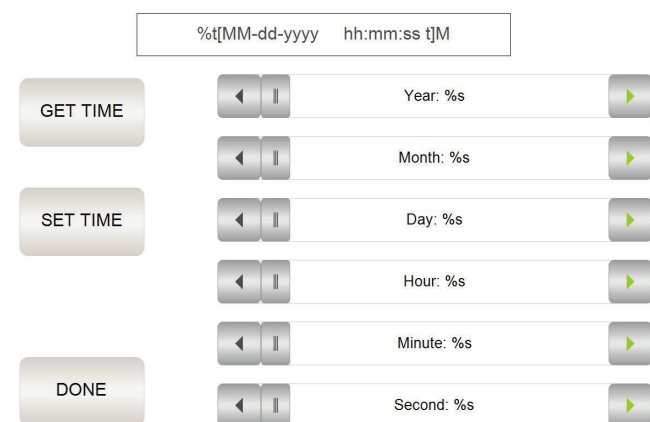 %t[MM-dd-yyyy hh:mm:ss t]M
GET TIME
Year: %s
Month: %s
SET TIME
Day: %s
Hour: %s
Minute: %s
DONE
Second: %s